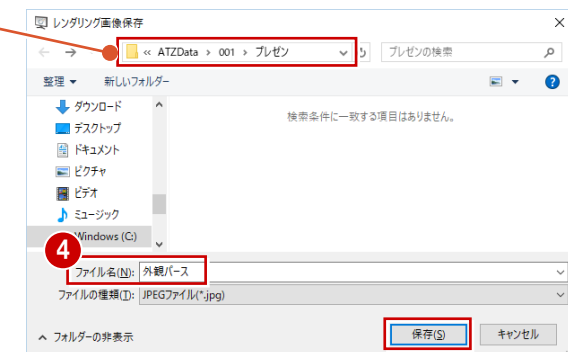 レンダリング画像保存
« ATZData › 001 › プレゼン
プレゼンの検索
整理 新しいフォルダー
ダウンロード
デスクトップ
ドキュメント
ピクチャ
ビデオ
ミュージック
Windows (C:)
検索条件に一致する項目はありません。
4
ファイル名(N): 外観パース
ファイルの種類(T): JPEGファイル(*.jpg)
フォルダーの非表示
保存(S) キャンセル